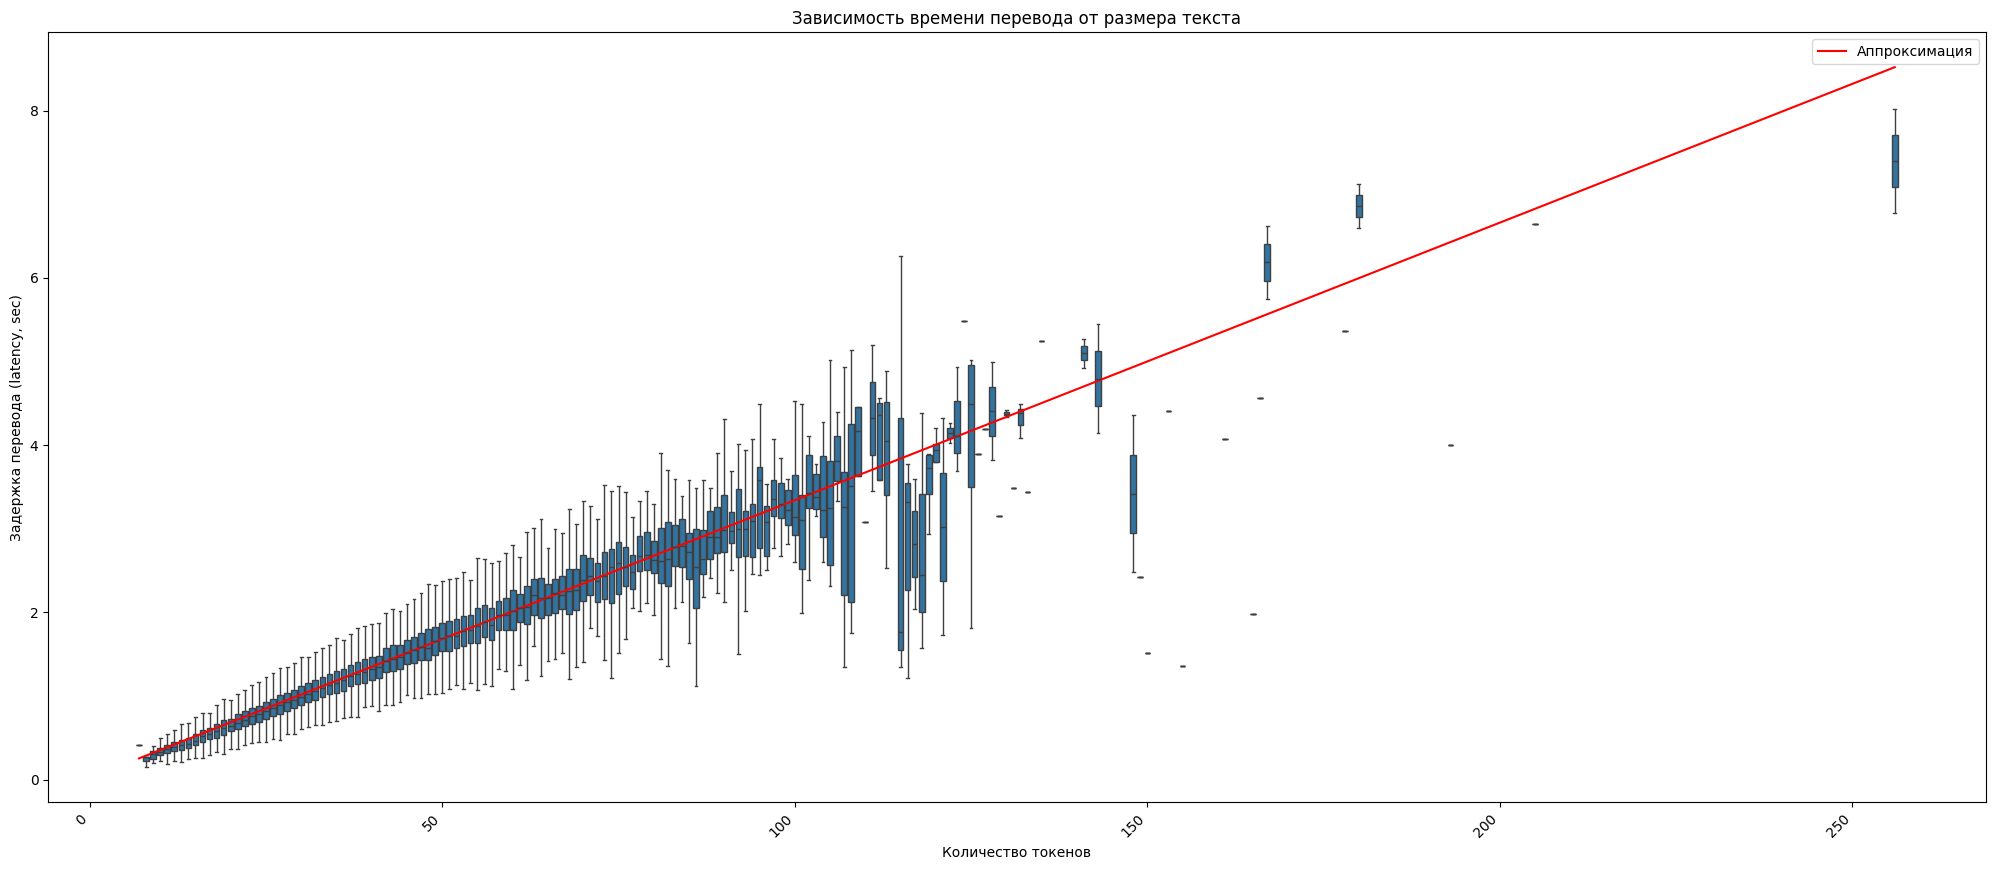 Зависимость времени перевода от размера текста
Аппроксимация
Задержка перевода (latency, sec)
8
6
4
2
0
0
50
100
150
200
250
Количество токенов